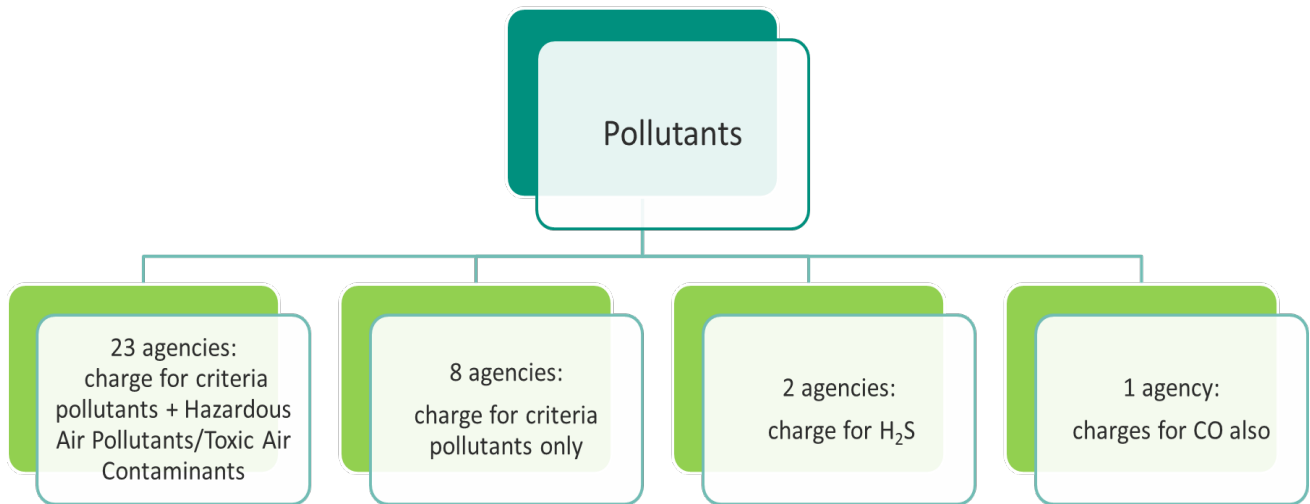 Pollutants
23 agencies:
charge for criteria
pollutants + Hazardous
Air Pollutants/Toxic Air
Contaminants
8 agencies:
charge for criteria
pollutants only
2 agencies:
charge for H₂S
1 agency:
charges for CO also